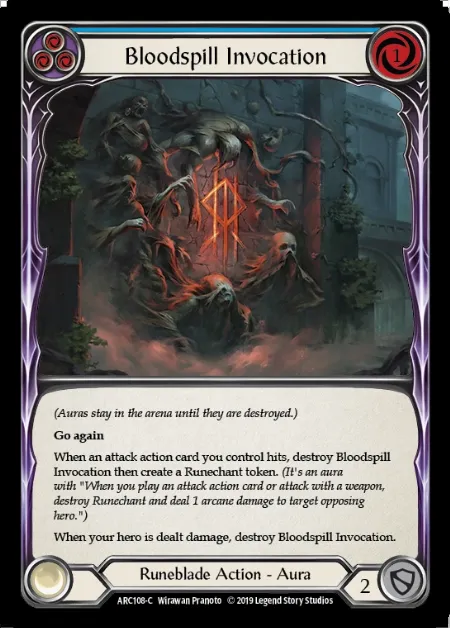 Bloodspill Invocation
1
(Auras stay in the arena until they are destroyed.)
Go again
When an attack action card you control hits, destroy Bloodspill
Invocation then create a Runechant token. (It's an aura
with "When you play an attack action card or attack with a weapon,
destroy Runechant and deal 1 arcane damage to target opposing
hero.")
When your hero is dealt damage, destroy Bloodspill Invocation.
Runeblade Action - Aura
2
ARC108-C Wirawan Pranoto © 2019 Legend Story Studios